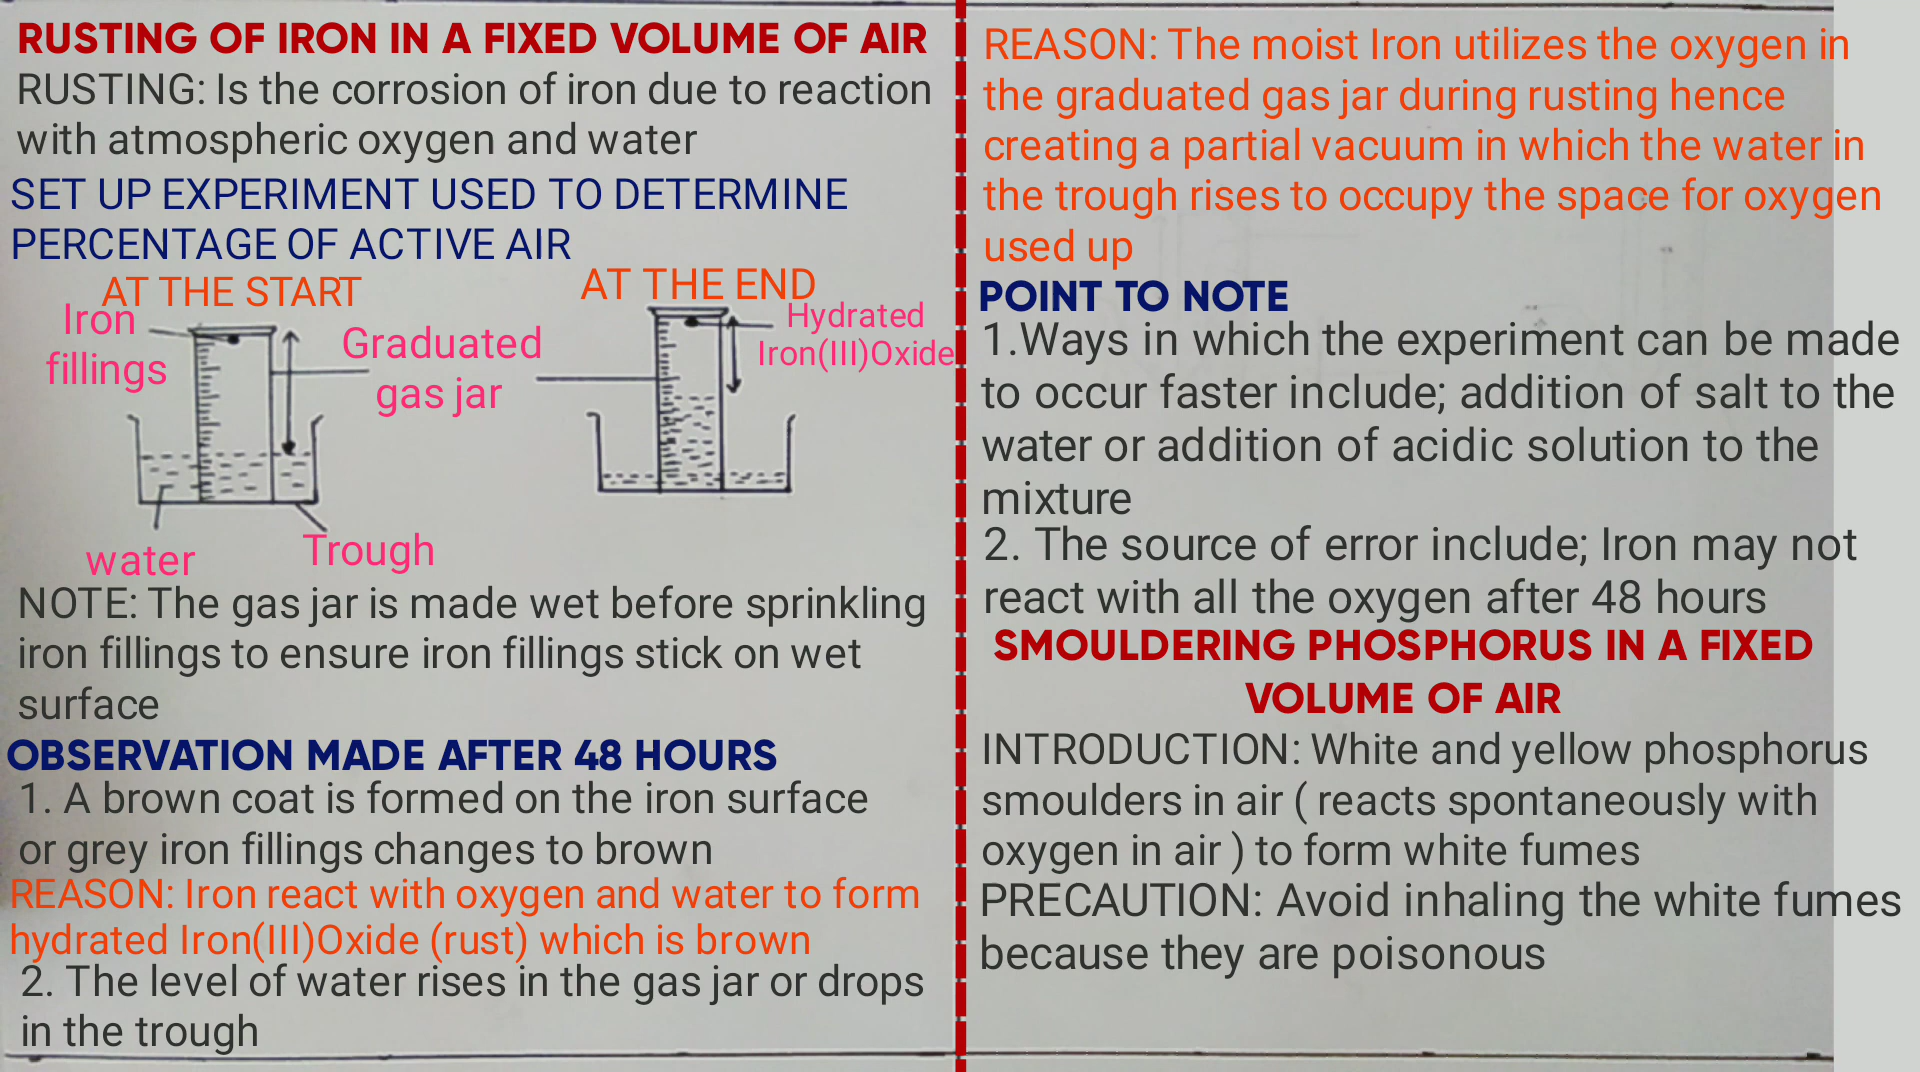 RUSTING OF IRON IN A FIXED VOLUME OF AIR
RUSTING: Is the corrosion of iron due to reaction
with atmospheric oxygen and water
SET UP EXPERIMENT USED TO DETERMINE
PERCENTAGE OF ACTIVE AIR
AT THE START
AT THE END
Iron
fillings
Graduated
gas jar
Hydrated
Iron(III)Oxide
water
Trough
NOTE: The gas jar is made wet before sprinkling
iron fillings to ensure iron fillings stick on wet
surface
OBSERVATION MADE AFTER 48 HOURS
1. A brown coat is formed on the iron surface
or grey iron fillings changes to brown
REASON: Iron react with oxygen and water to form
hydrated Iron(III)Oxide (rust) which is brown
2. The level of water rises in the gas jar or drops
in the trough
REASON: The moist Iron utilizes the oxygen in
the graduated gas jar during rusting hence
creating a partial vacuum in which the water in
the trough rises to occupy the space for oxygen
used up
POINT TO NOTE
1.Ways in which the experiment can be made
to occur faster include; addition of salt to the
water or addition of acidic solution to the
mixture
2. The source of error include; Iron may not
react with all the oxygen after 48 hours
SMOULDERING PHOSPHORUS IN A FIXED
VOLUME OF AIR
INTRODUCTION: White and yellow phosphorus
smoulders in air ( reacts spontaneously with
oxygen in air ) to form white fumes
PRECAUTION: Avoid inhaling the white fumes
because they are poisonous